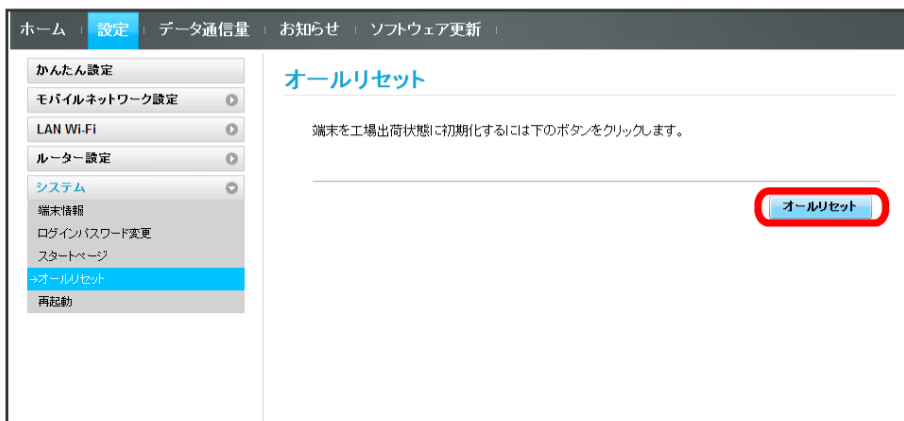 ホーム 設定 データ通信量 お知らせ ソフトウェア更新
かんたん設定
モバイルネットワーク設定
LAN Wi-Fi
ルーター設定
システム
端末情報
ログインパスワード変更
スタートページ
→オールリセット
再起動
オールリセット
端末を工場出荷状態に初期化するには下のボタンをクリックします。
オールリセット